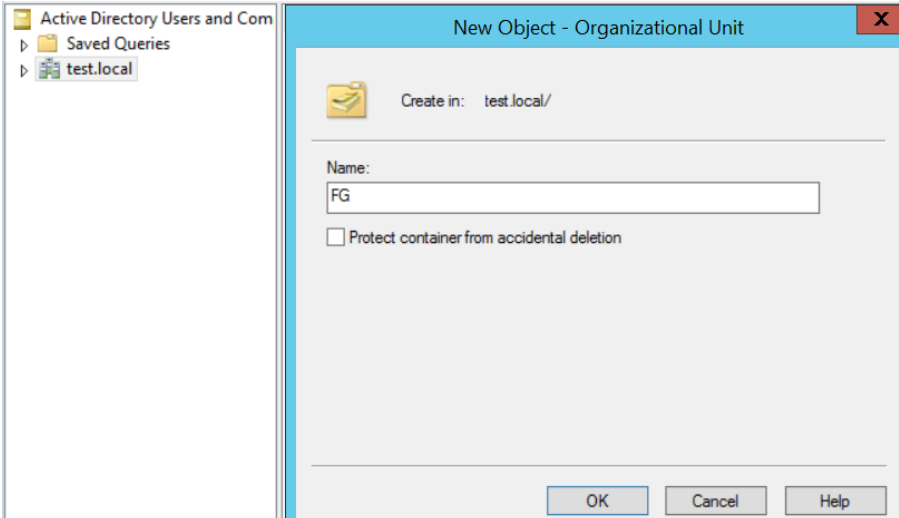 Active Directory Users and Com
Saved Queries
test.local
New Object - Organizational Unit
X
Create in: test.local/
Name:
FG
Protect container from accidental deletion
OK
Cancel
Help